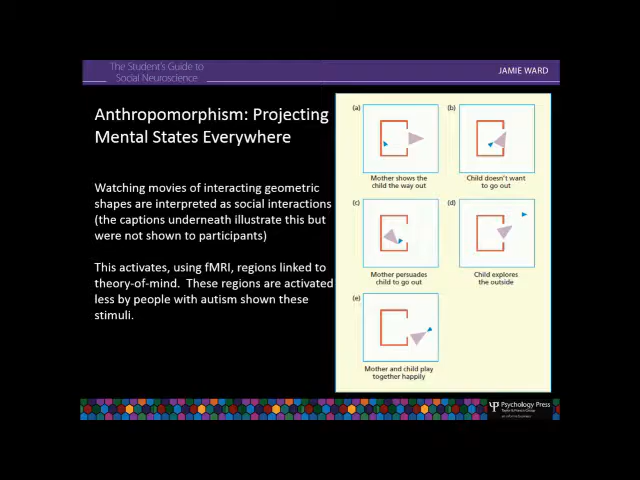 The Student's Guide to
Social Neuroscience
JAMIE WARD
Anthropomorphism: Projecting
Mental States Everywhere
Watching movies of interacting geometric
shapes are interpreted as social interactions
(the captions underneath illustrate this but
were not shown to participants)
This activates, using fMRI, regions linked to
theory-of-mind. These regions are activated
less by people with autism shown these
stimuli.
(a)
Mother shows the
child the way out
(b)
Child doesn't want
to go out
(c)
Mother persuades
child to go out
(d)
Child explores
the outside
(e)
Mother and child play
together happily
Psychology Press
Taylor & Francis Group